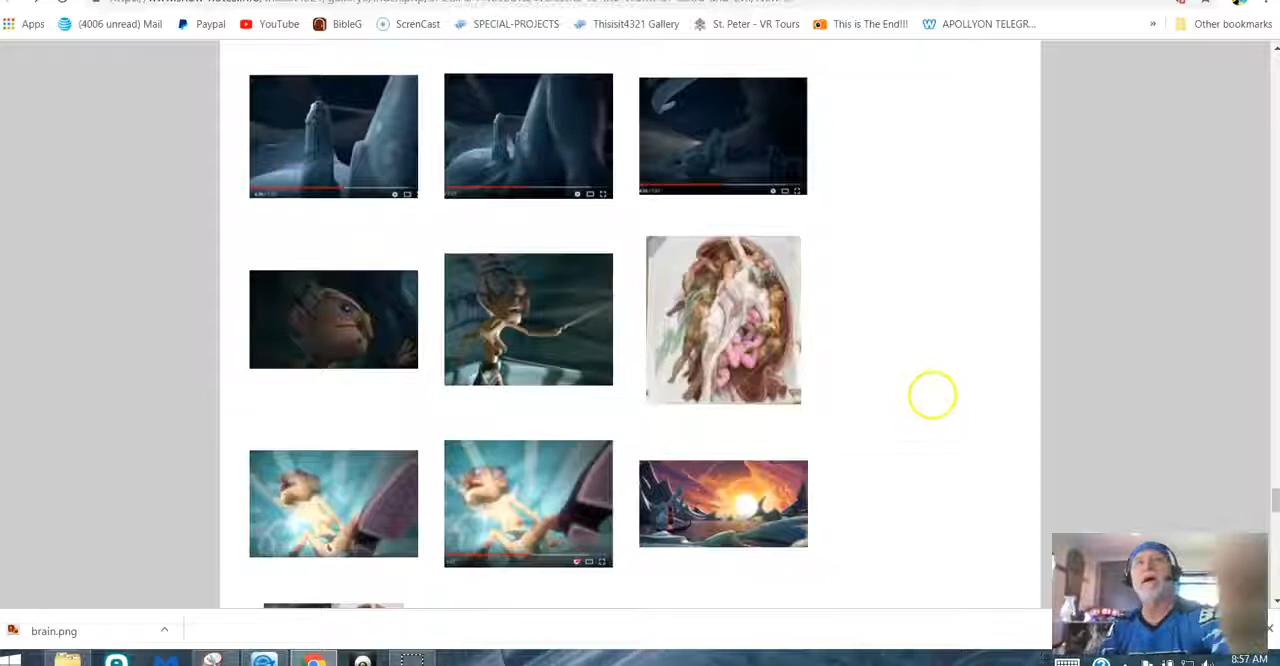 Apps
(4006 unread) Mail
Paypal
YouTube
BibleG
ScrenCast
SPECIAL-PROJECTS
Thisisit4321 Gallery
St. Peter - VR Tours
This is The End!!!
APOLLYON TELEGR...
»
Other bookmarks
brain.png
8:57 AM